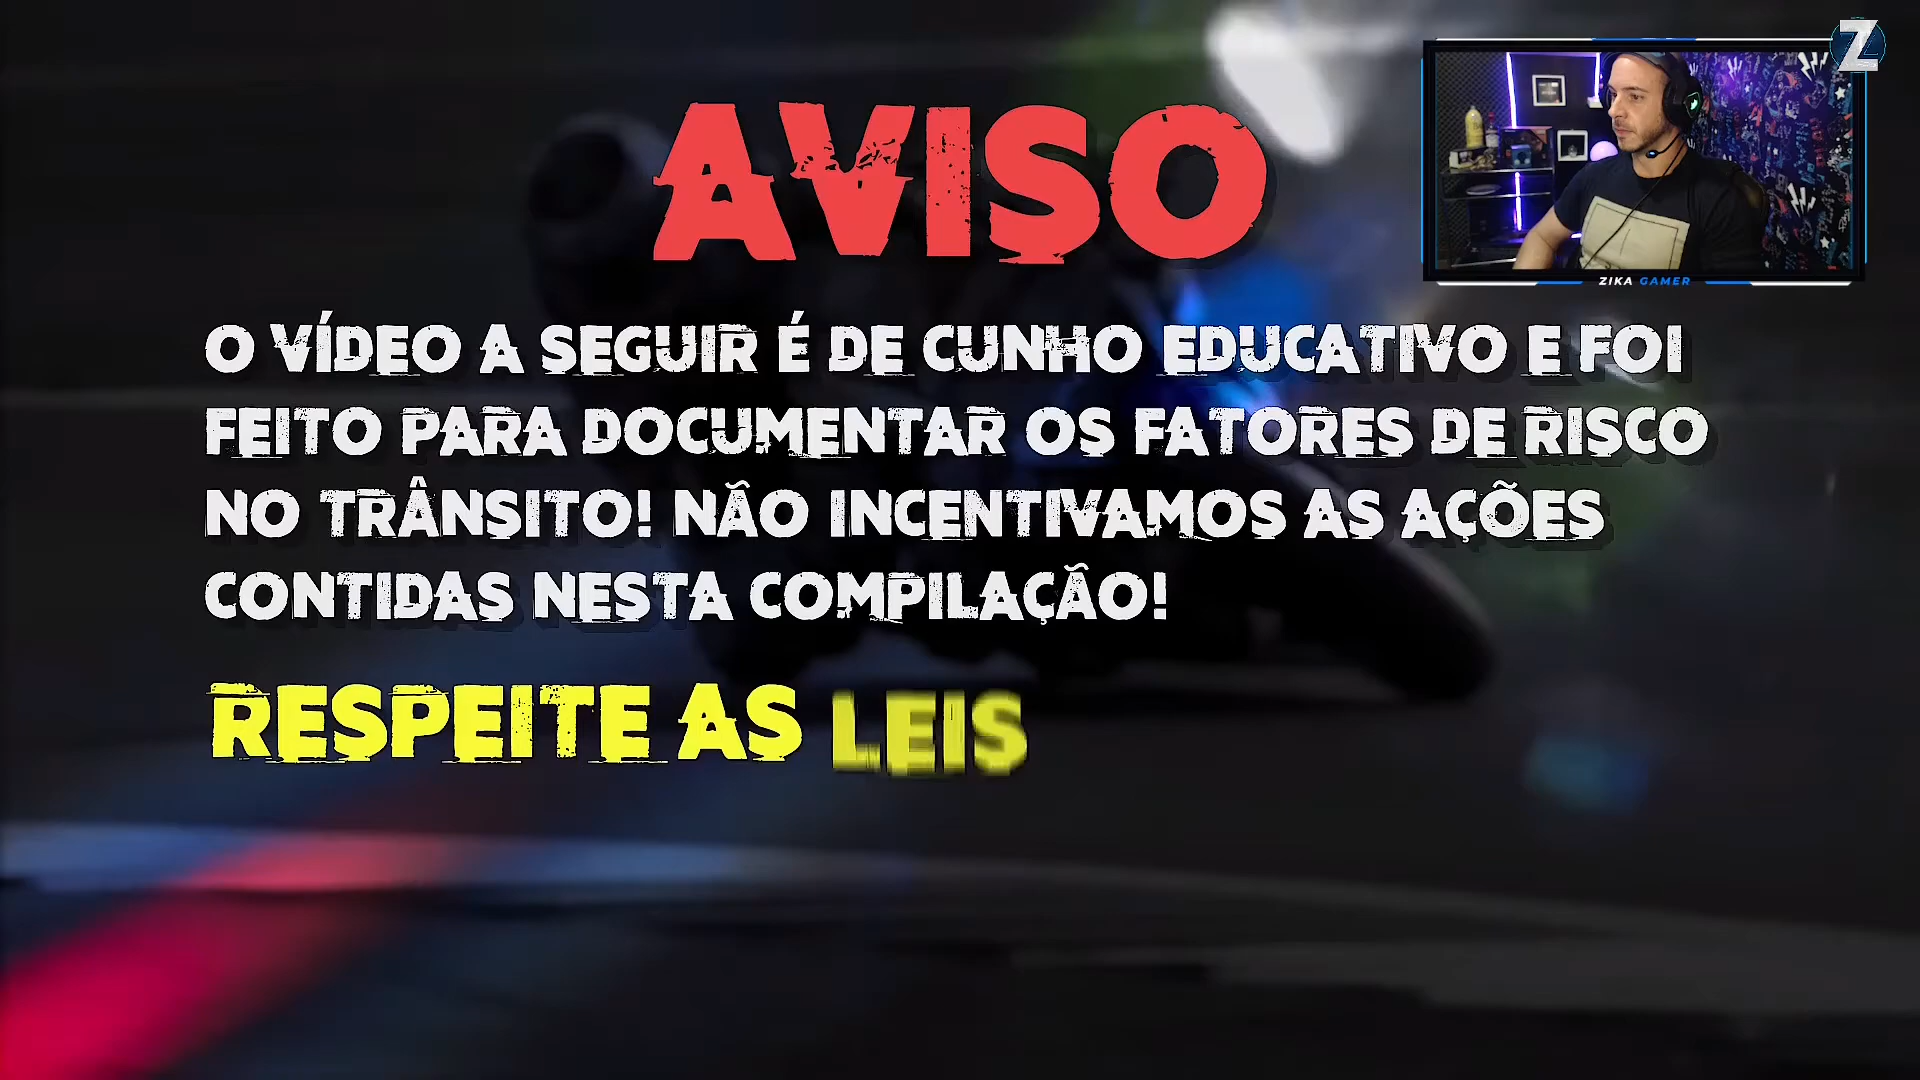 AVISO
O VÍDEO A SEGUIR É DE CUNHO EDUCATIVO E FOI
FEITO PARA DOCUMENTAR OS FATORES DE RISCO
NO TRÂNSITO! NÃO INCENTIVAMOS AS AÇÕES
CONTIDAS NESTA COMPILAÇÃO!
RESPEITE AS LEIS
Z
ZIKA GAMER